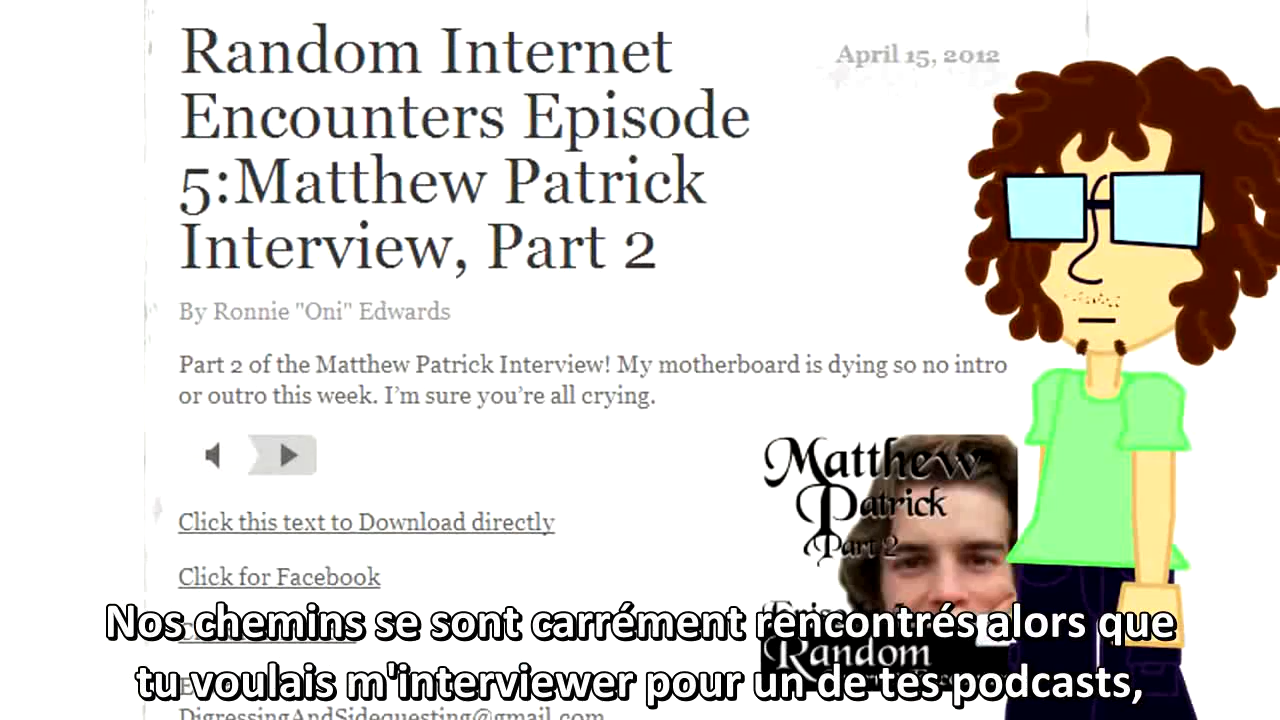 Random Internet
Encounters Episode
5:Matthew Patrick
Interview, Part 2
April 15, 2012
By Ronnie "Oni" Edwards
Part 2 of the Matthew Patrick Interview! My motherboard is dying so no intro
or outro this week. I’m sure you’re all crying.
Click this text to Download directly
Click for Facebook
Matthew
Patrick
Part 2
Random
Nos chemins se sont carrément rencontrés alors que
tu voulais m'interviewer pour un de tes podcasts,
DigressingAndSidequesting@gmail.com